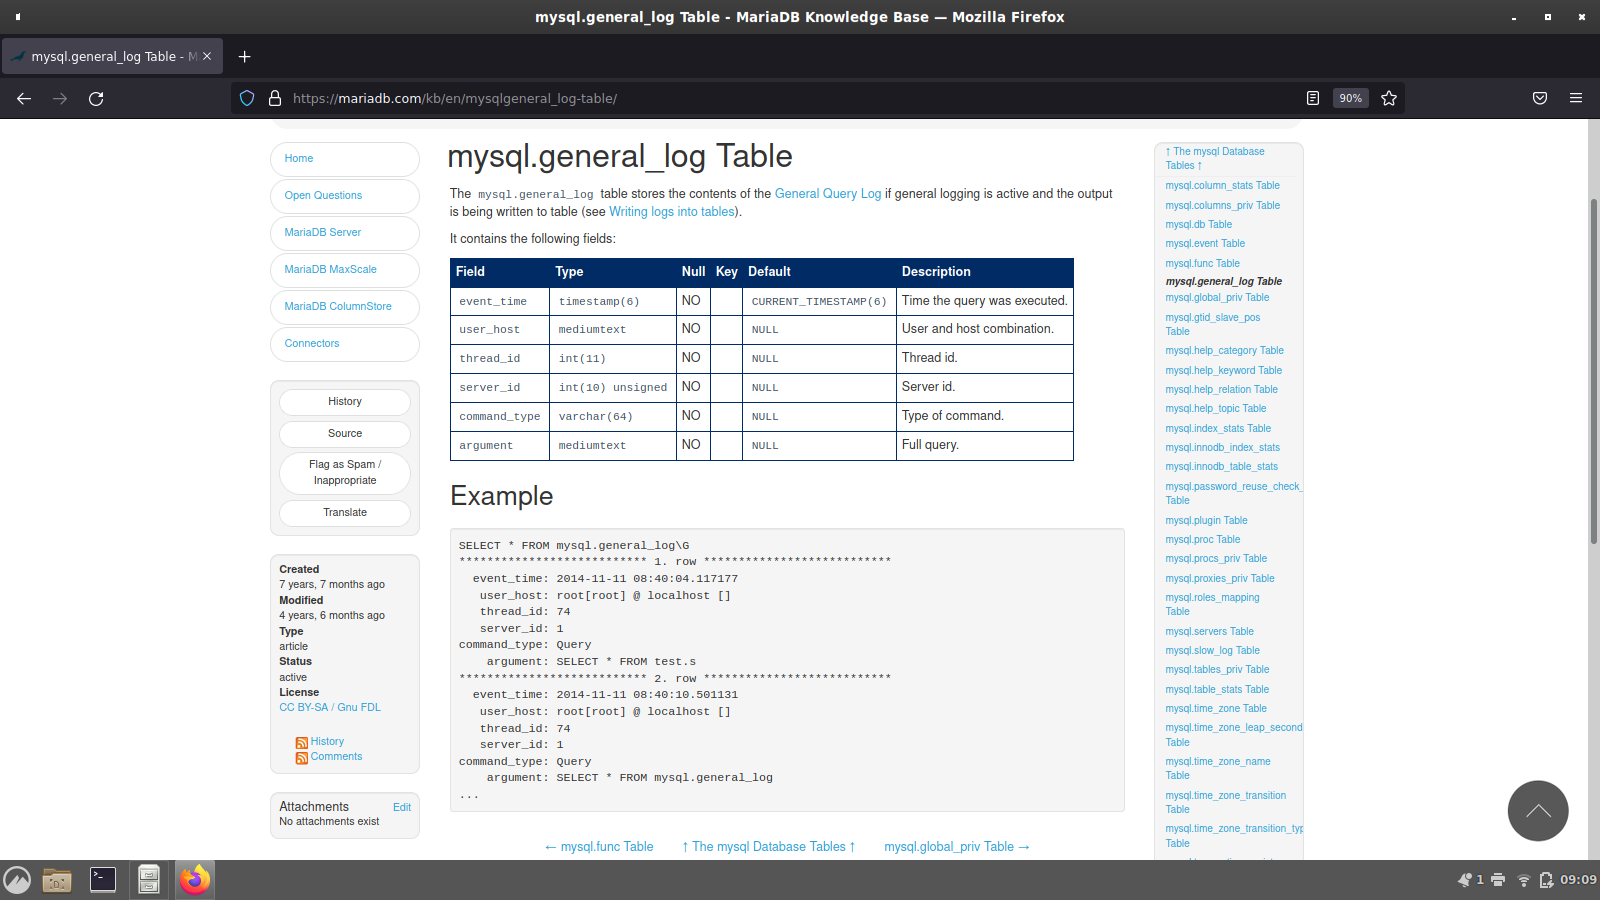 mysql.general_log Table - MariaDB Knowledge Base — Mozilla Firefox
mysql.general_log Table - M
https://mariadb.com/kb/en/mysqlgeneral_log-table/
90%
Home
Open Questions
MariaDB Server
MariaDB MaxScale
MariaDB ColumnStore
Connectors
History
Source
Flag as Spam /
Inappropriate
Translate
Created
7 years, 7 months ago
Modified
4 years, 6 months ago
Type
article
Status
active
License
CC BY-SA / Gnu FDL
History
Comments
Attachments Edit
No attachments exist
mysql.general_log Table
The mysql.general_log table stores the contents of the General Query Log if general logging is active and the output
is being written to table (see Writing logs into tables).
It contains the following fields:
Field Type Null Key Default Description
event_time timestamp(6) NO CURRENT_TIMESTAMP(6) Time the query was executed.
user_host mediumtext NO NULL User and host combination.
thread_id int(11) NO NULL Thread id.
server_id int(10) unsigned NO NULL Server id.
command_type varchar(64) NO NULL Type of command.
argument mediumtext NO NULL Full query.
Example
SELECT * FROM mysql.general_log\G
*************************** 1. row ***************************
event_time: 2014-11-11 08:40:04.117177
user_host: root[root] @ localhost []
thread_id: 74
server_id: 1
command_type: Query
argument: SELECT * FROM test.s
*************************** 2. row ***************************
event_time: 2014-11-11 08:40:10.501131
user_host: root[root] @ localhost []
thread_id: 74
server_id: 1
command_type: Query
argument: SELECT * FROM mysql.general_log
...
← mysql.func Table ↑ The mysql Database Tables ↑ mysql.global_priv Table →
↑ The mysql Database
Tables ↑
mysql.column_stats Table
mysql.columns_priv Table
mysql.db Table
mysql.event Table
mysql.func Table
mysql.general_log Table
mysql.global_priv Table
mysql.gtid_slave_pos
Table
mysql.help_category Table
mysql.help_keyword Table
mysql.help_relation Table
mysql.help_topic Table
mysql.index_stats Table
mysql.innodb_index_stats
mysql.innodb_table_stats
mysql.password_reuse_check_
Table
mysql.plugin Table
mysql.proc Table
mysql.procs_priv Table
mysql.proxies_priv Table
mysql.roles_mapping
Table
mysql.servers Table
mysql.slow_log Table
mysql.tables_priv Table
mysql.table_stats Table
mysql.time_zone Table
mysql.time_zone_leap_second
Table
mysql.time_zone_name
Table
mysql.time_zone_transition
Table
mysql.time_zone_transition_typ
Table
1
09:09